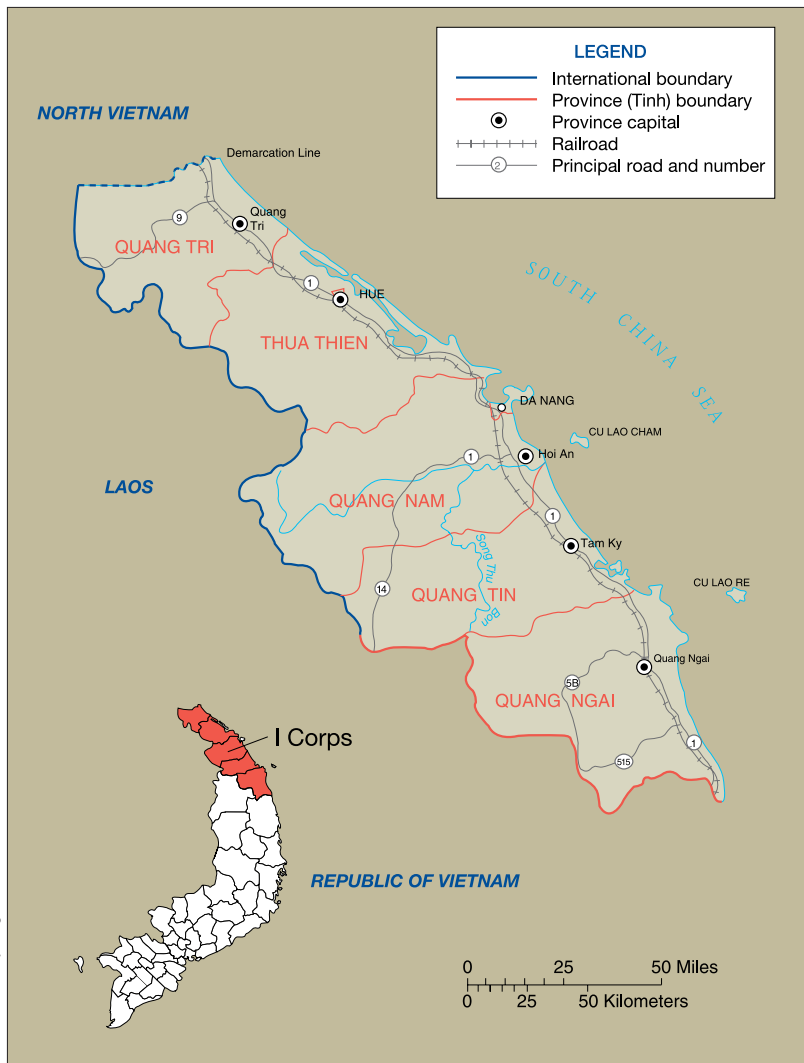 LEGEND
International boundary
Province (Tinh) boundary
Province capital
Railroad
2
Principal road and number
NORTH VIETNAM
Demarcation Line
Quang
Tri
9
QUANG TRI
1
HUE
THUA THIEN
SOUTH CHINA SEA
DA NANG
CU LAO CHAM
1
Hoi An
LAOS
QUANG NAM
1
Tam Ky
Song Thu
Bon
CU LAO RE
14
QUANG TIN
Quang Ngai
5B
QUANG NGAI
1
515
I Corps
REPUBLIC OF VIETNAM
0 25 50 Miles
0 25 50 Kilometers